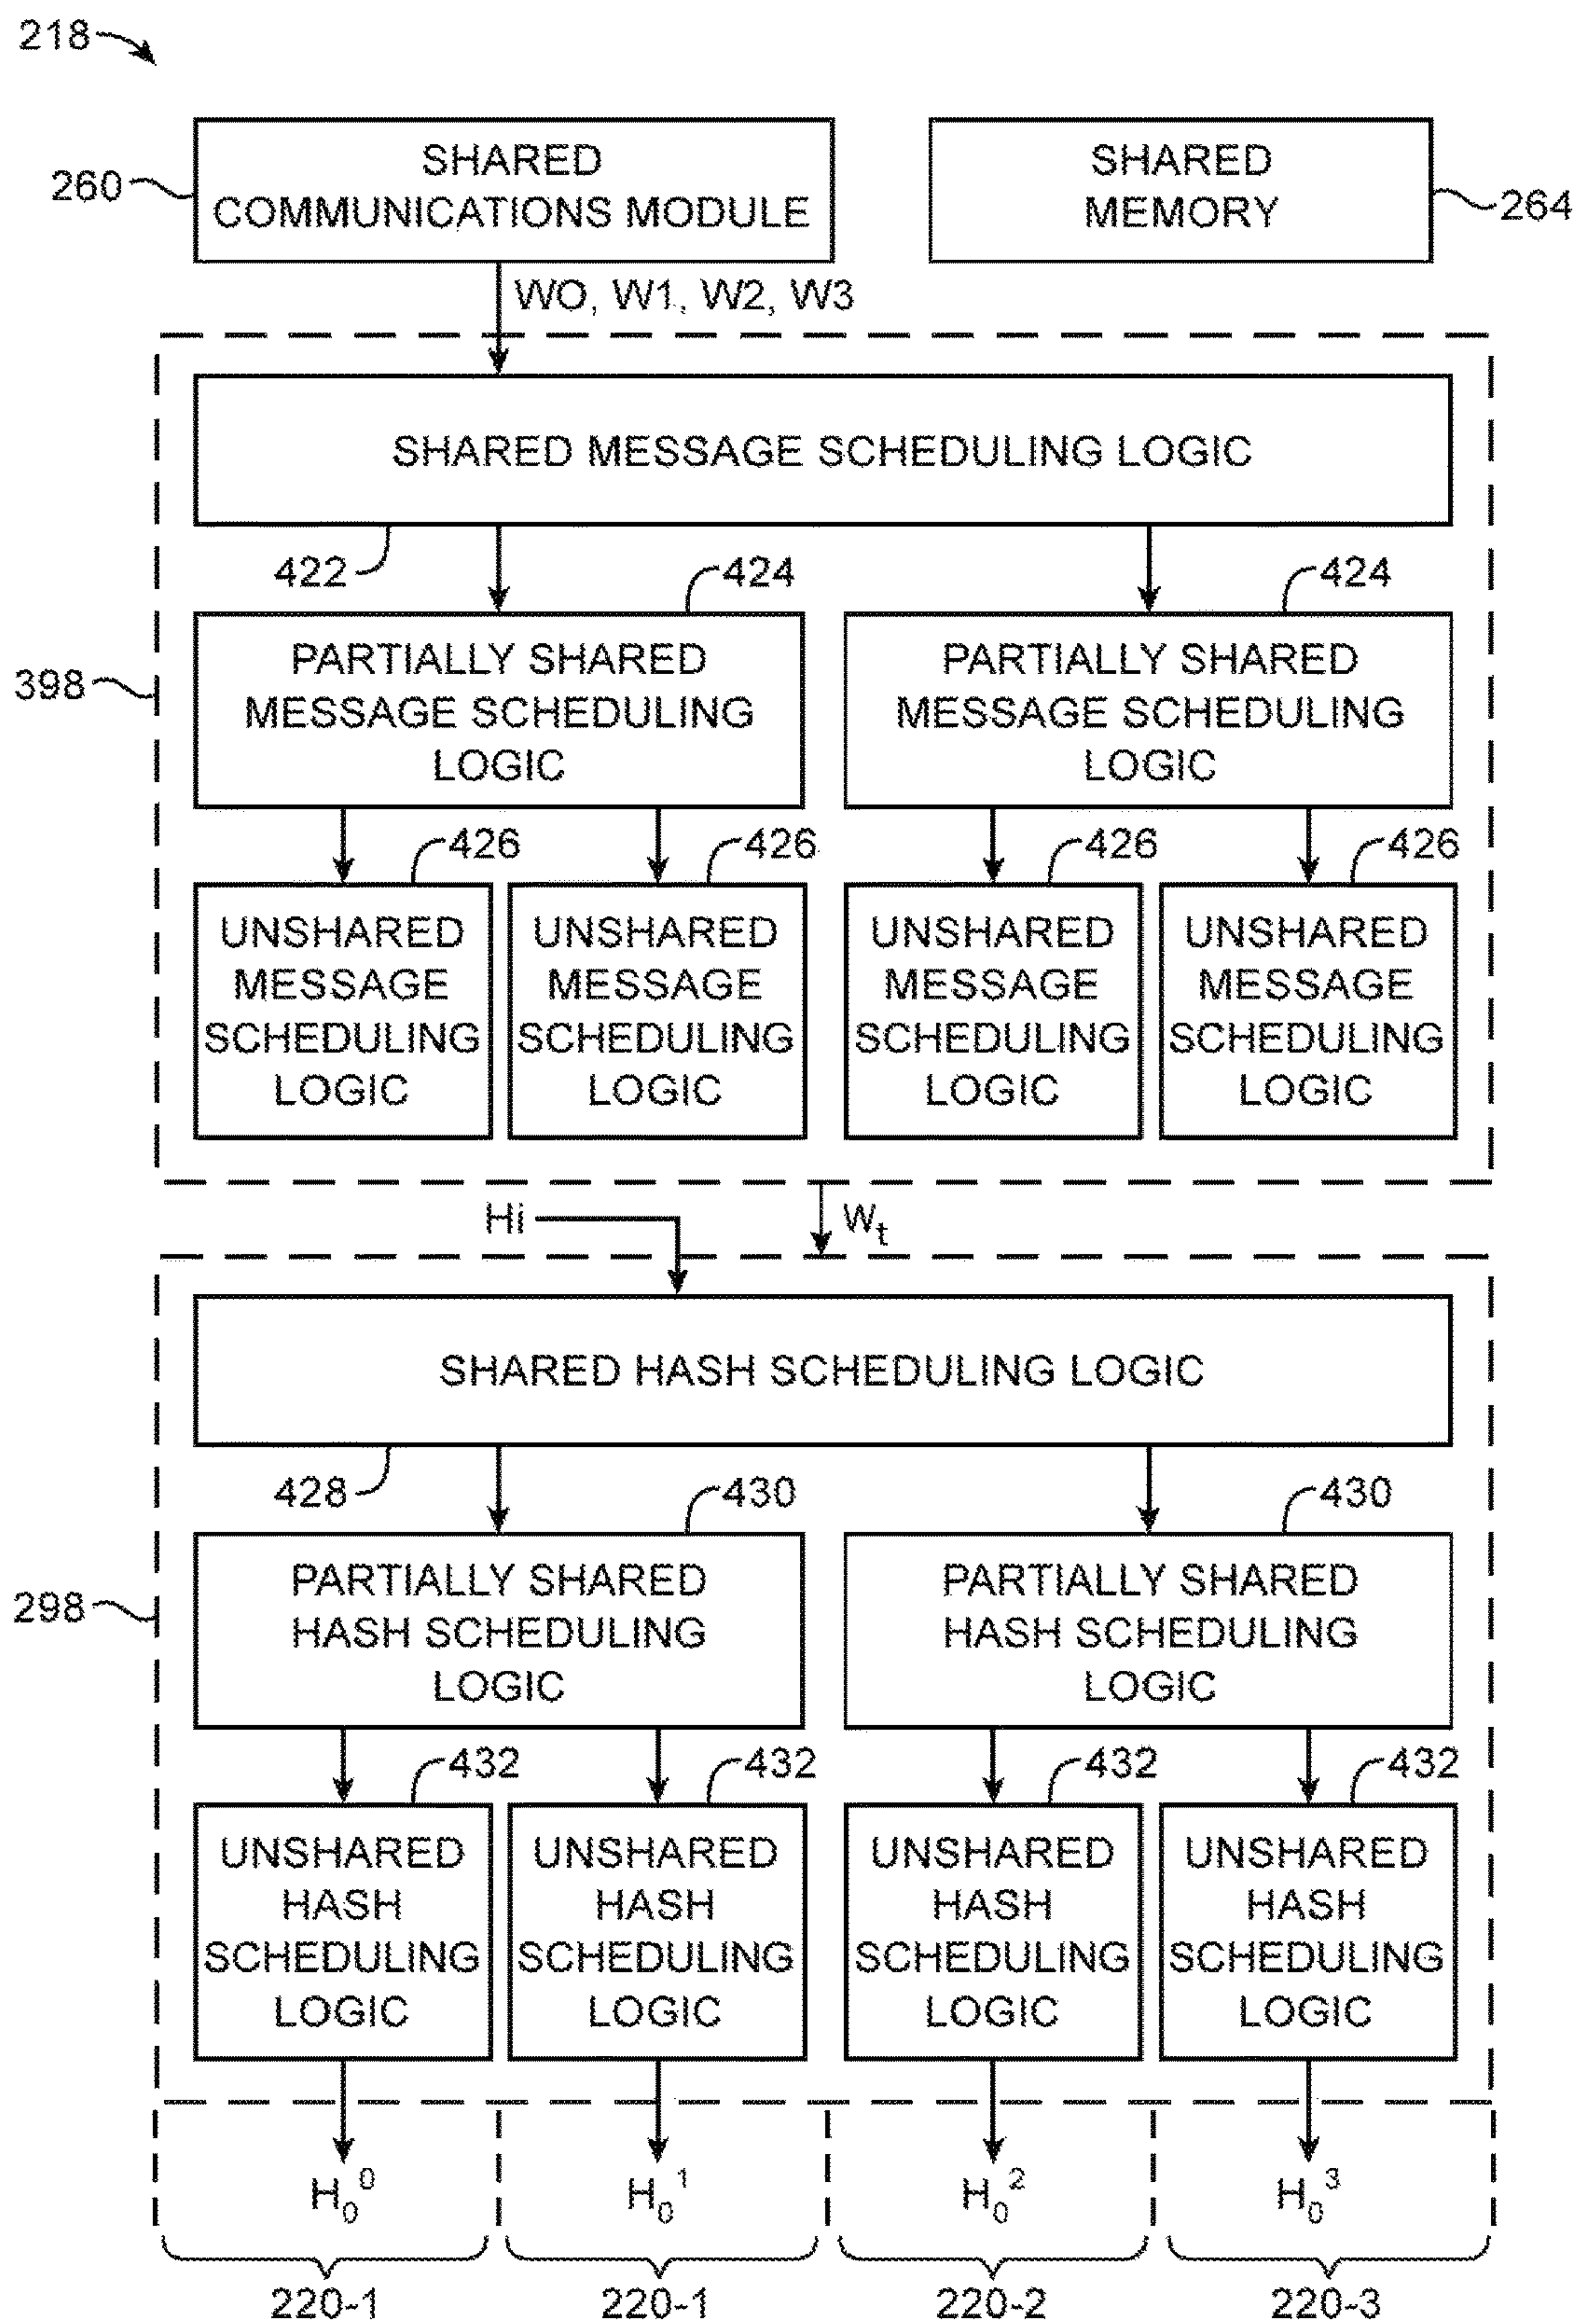 218
SHARED
COMMUNICATIONS MODULE
260
SHARED
MEMORY
264
WO, W1, W2, W3
SHARED MESSAGE SCHEDULING LOGIC
422
424
424
398
PARTIALLY SHARED
MESSAGE SCHEDULING
LOGIC
PARTIALLY SHARED
MESSAGE SCHEDULING
LOGIC
426
426
426
426
UNSHARED
MESSAGE
SCHEDULING
LOGIC
UNSHARED
MESSAGE
SCHEDULING
LOGIC
UNSHARED
MESSAGE
SCHEDULING
LOGIC
UNSHARED
MESSAGE
SCHEDULING
LOGIC
Hi
Wt
SHARED HASH SCHEDULING LOGIC
428
430
430
298
PARTIALLY SHARED
HASH SCHEDULING
LOGIC
PARTIALLY SHARED
HASH SCHEDULING
LOGIC
432
432
432
432
UNSHARED
HASH
SCHEDULING
LOGIC
UNSHARED
HASH
SCHEDULING
LOGIC
UNSHARED
HASH
SCHEDULING
LOGIC
UNSHARED
HASH
SCHEDULING
LOGIC
H₀⁰
H₀¹
H₀²
H₀³
220-1
220-1
220-2
220-3